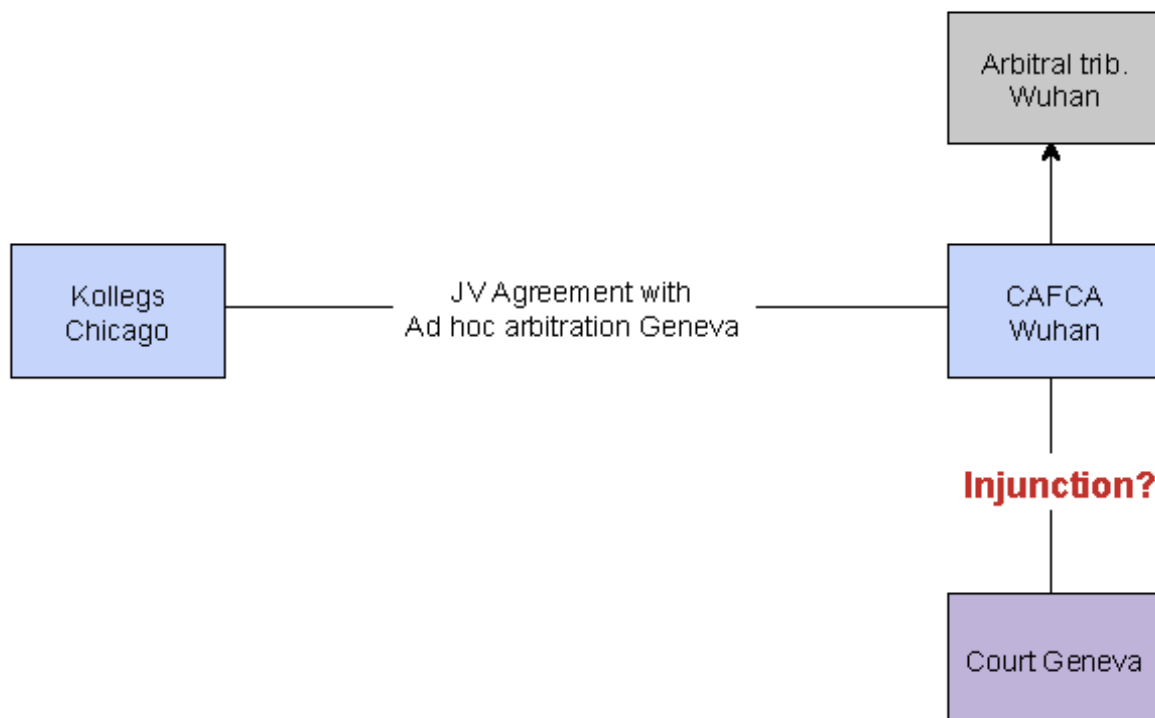 Arbitral trib.
Wuhan
Kollegs
Chicago
JV Agreement with
Ad hoc arbitration Geneva
CAFCA
Wuhan
Injunction?
Court Geneva